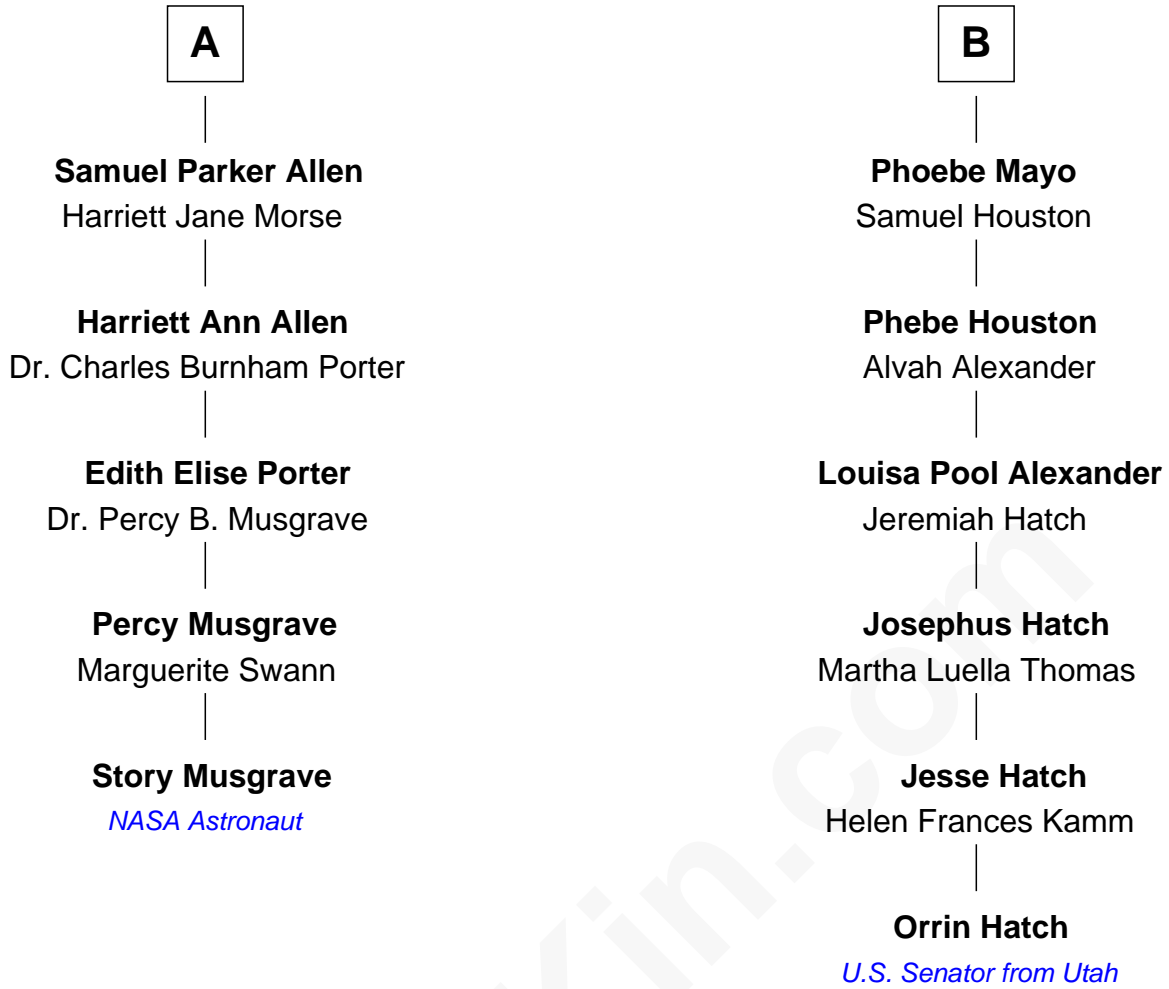 A
Samuel Parker Allen
Harriett Jane Morse
Harriett Ann Allen
Dr. Charles Burnham Porter
Edith Elise Porter
Dr. Percy B. Musgrave
Percy Musgrave
Marguerite Swann
Story Musgrave
NASA Astronaut
B
Phoebe Mayo
Samuel Houston
Phebe Houston
Alvah Alexander
Louisa Pool Alexander
Jeremiah Hatch
Josephus Hatch
Martha Luella Thomas
Jesse Hatch
Helen Frances Kamm
Orrin Hatch
U.S. Senator from Utah